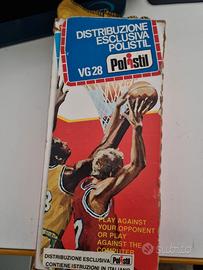 DISTRIBUZIONE
ESCLUSIVA
POLISTIL
VG 28
Polistil
PLAY AGAINST
YOUR OPPONENT
OR PLAY
AGAINST THE
COMPUTER
DISTRIBUZIONE ESCLUSIVA Polistil
CONTIENE ISTRUZIONI IN ITALIANO
Subito